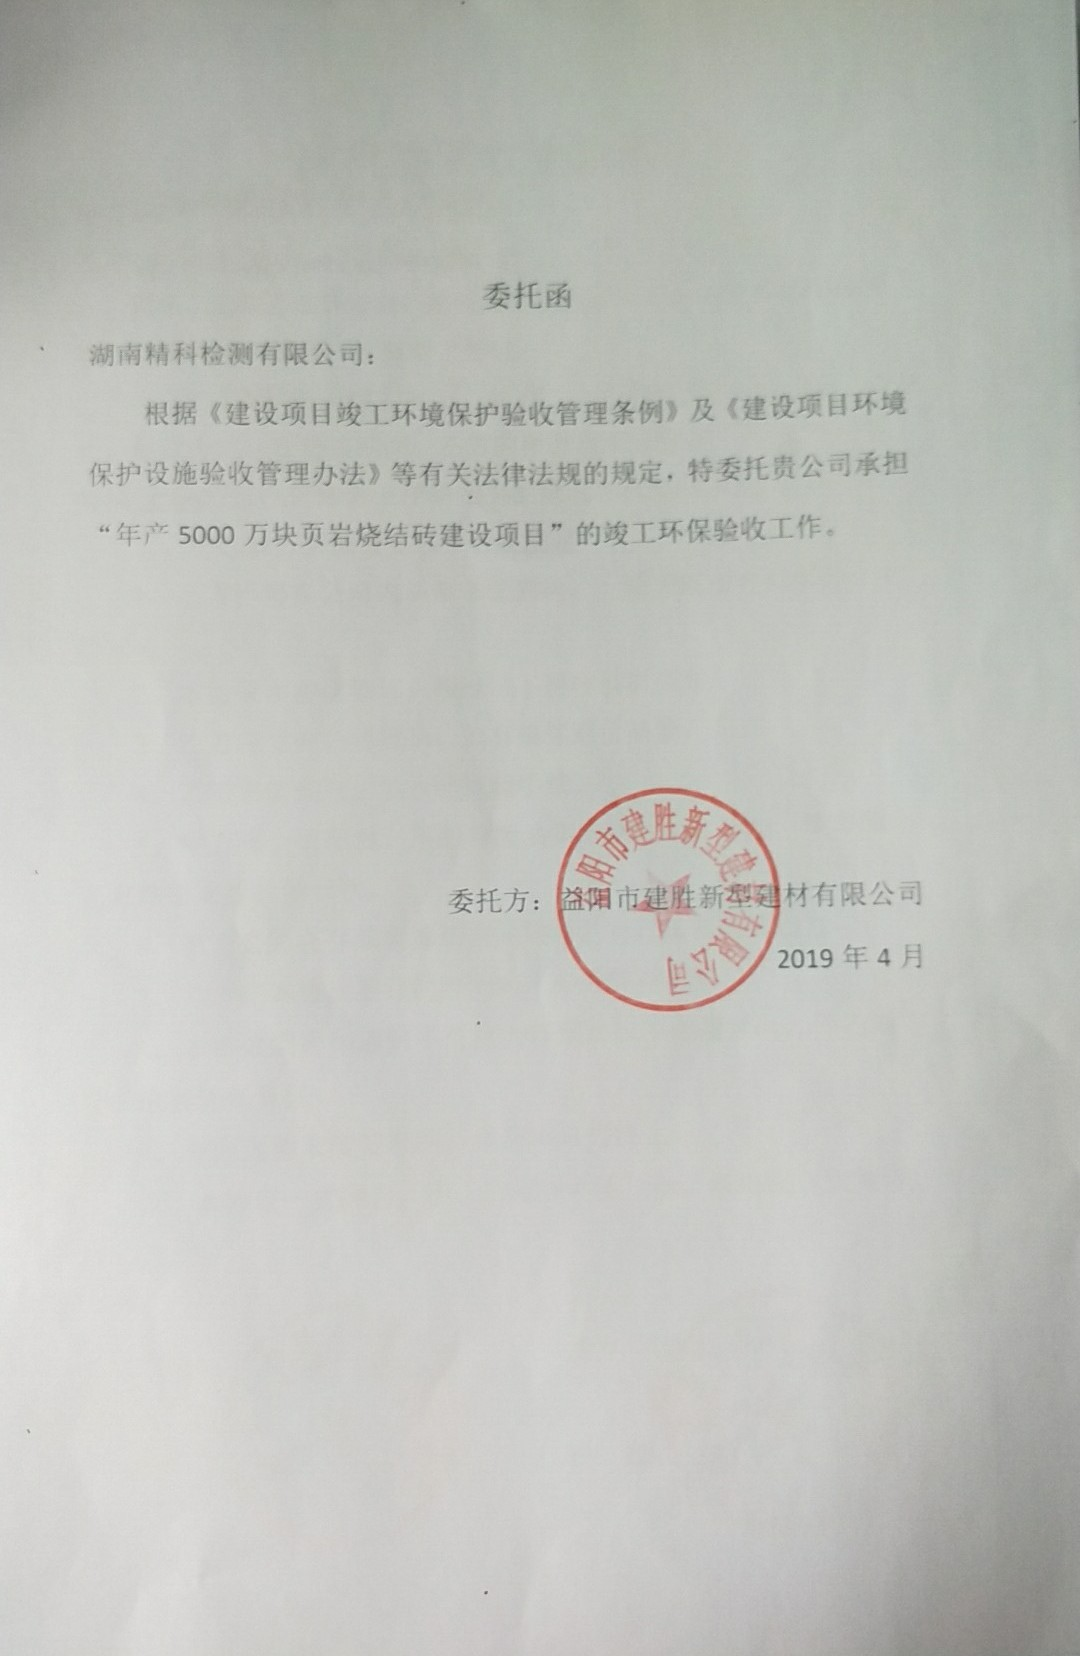 委托函
湖南精科检测有限公司：
根据《建设项目竣工环境保护验收管理条例》及《建设项目环境
保护设施验收管理办法》等有关法律法规的规定，特委托贵公司承担
“年产 5000 万块页岩烧结砖建设项目”的竣工环保验收工作。
委托方：益阳市建胜新型建材有限公司
2019 年 4 月
益阳市建胜新型建材有限公司